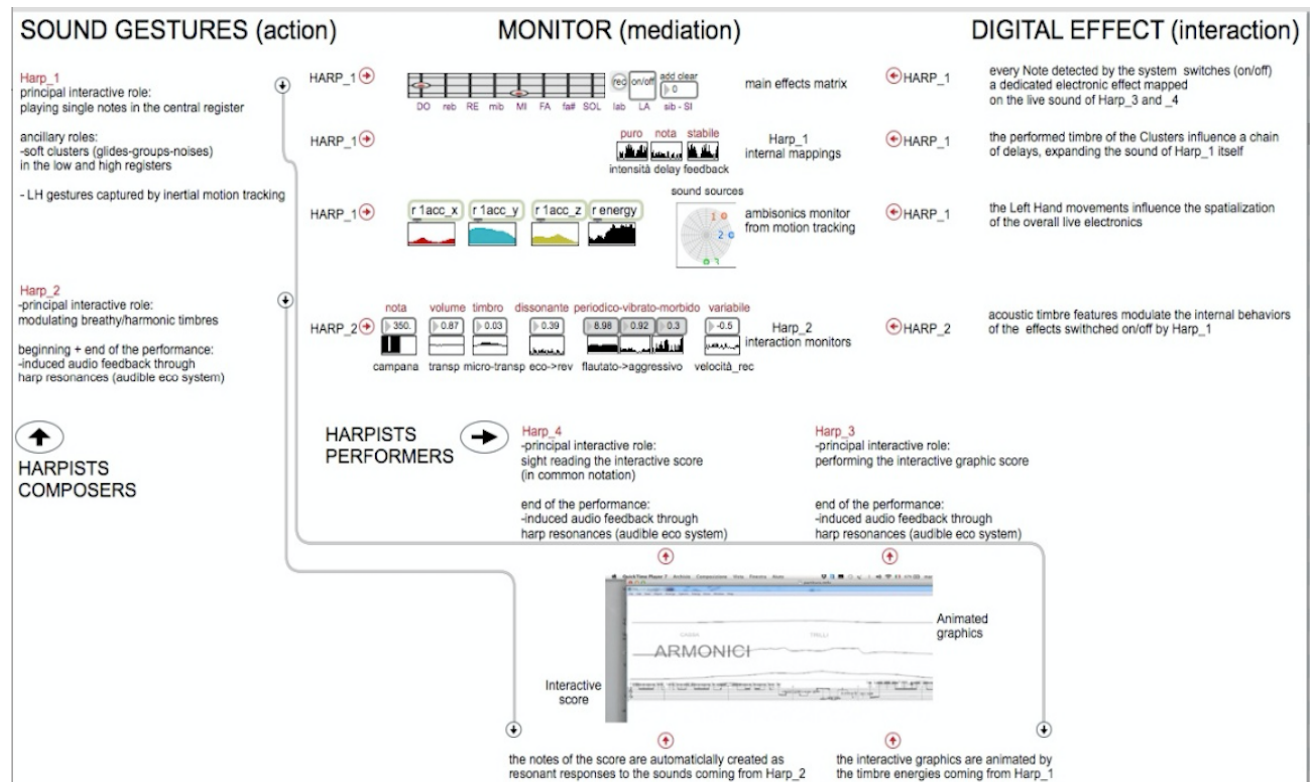 SOUND GESTURES (action)
MONITOR (mediation)
DIGITAL EFFECT (interaction)
Harp_1
principal interactive role:
playing single notes in the central register
ancillary roles:
-soft clusters (glides-groups-noises)
in the low and high registers
- LH gestures captured by inertial motion tracking
HARP_1
rec
on/off
add clear
0
DO reb RE mib MI FA fa# SOL lab LA sib - SI
main effects matrix
HARP_1
every Note detected by the system switches (on/off)
a dedicated electronic effect mapped
on the live sound of Harp_3 and _4
HARP_1
puro nota stabile
intensità delay feedback
Harp_1
internal mappings
HARP_1
the performed timbre of the Clusters influence a chain
of delays, expanding the sound of Harp_1 itself
HARP_1
r 1acc_x r 1acc_y r 1acc_z r energy
sound sources
1
2
3
ambisonics monitor
from motion tracking
HARP_1
the Left Hand movements influence the spatialization
of the overall live electronics
Harp_2
-principal interactive role:
modulating breathy/harmonic timbres
beginning + end of the performance:
-induced audio feedback through
harp resonances (audible eco system)
HARP_2
nota volume timbro dissonante periodico-vibrato-morbido variabile
350. 0.87 0.03 0.39 8.98 0.92 0.3 -0.5
campana transp micro-transp eco->rev flautato->aggressivo velocità_rec
Harp_2
interaction monitors
HARP_2
acoustic timbre features modulate the internal behaviors
of the effects swithched on/off by Harp_1
HARPISTS
COMPOSERS
HARPISTS
PERFORMERS
Harp_4
-principal interactive role:
sight reading the interactive score
(in common notation)
end of the performance:
-induced audio feedback through
harp resonances (audible eco system)
Harp_3
-principal interactive role:
performing the interactive graphic score
end of the performance:
-induced audio feedback through
harp resonances (audible eco system)
QuickTime Player 7 Archivio Composizione Vista Finestra Aiuto
TRILLI
ARMONICI
Animated
graphics
Interactive
score
the notes of the score are automaticlally created as
resonant responses to the sounds coming from Harp_2
the interactive graphics are animated by
the timbre energies coming from Harp_1